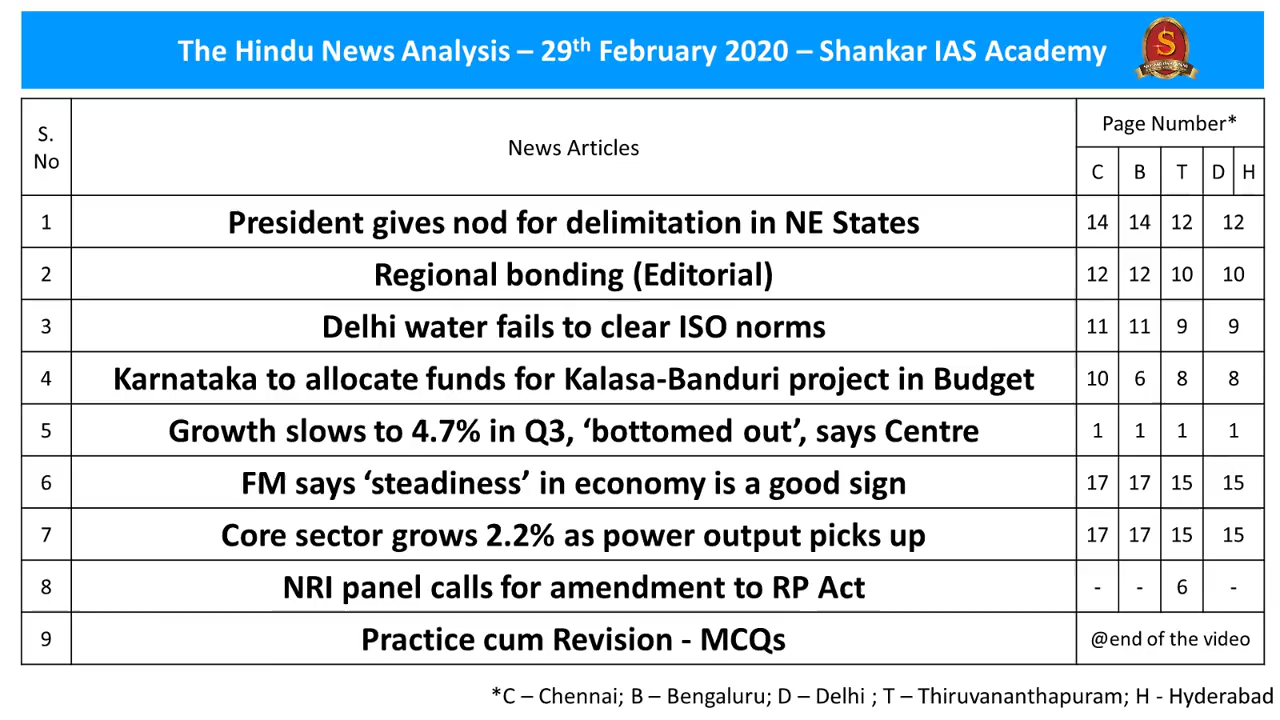 The Hindu News Analysis – 29th February 2020 – Shankar IAS Academy
S
S. No
News Articles
Page Number*
C B T D H
1 President gives nod for delimitation in NE States 14 14 12 12
2 Regional bonding (Editorial) 12 12 10 10
3 Delhi water fails to clear ISO norms 11 11 9 9
4 Karnataka to allocate funds for Kalasa-Banduri project in Budget 10 6 8 8
5 Growth slows to 4.7% in Q3, ‘bottomed out’, says Centre 1 1 1 1
6 FM says ‘steadiness’ in economy is a good sign 17 17 15 15
7 Core sector grows 2.2% as power output picks up 17 17 15 15
8 NRI panel calls for amendment to RP Act - - 6 -
9 Practice cum Revision - MCQs @end of the video
*C – Chennai; B – Bengaluru; D – Delhi ; T – Thiruvananthapuram; H - Hyderabad